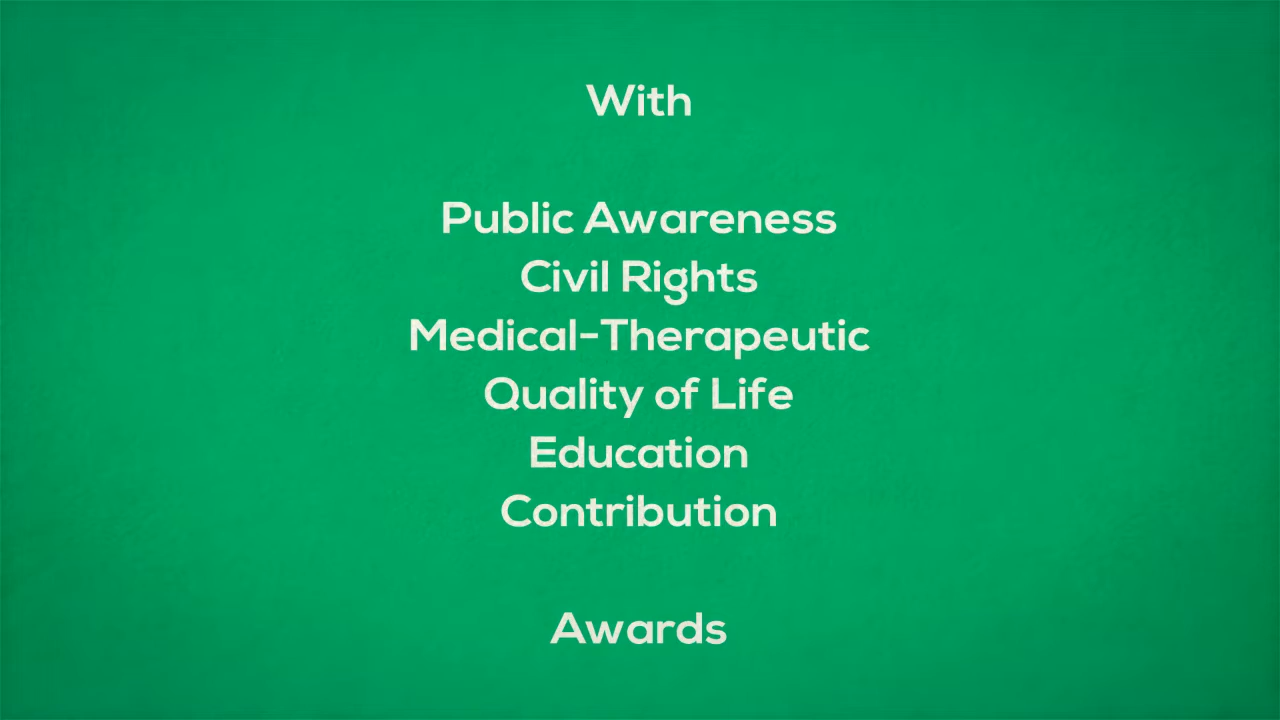 With
Public Awareness
Civil Rights
Medical-Therapeutic
Quality of Life
Education
Contribution
Awards